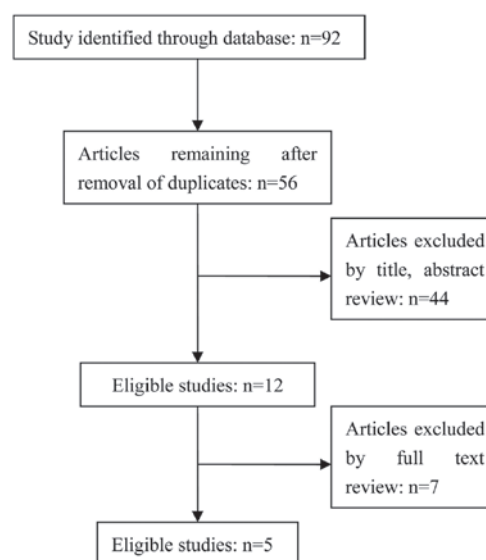 Study identified through database: n=92
Articles remaining after
removal of duplicates: n=56
Articles excluded
by title, abstract
review: n=44
Eligible studies: n=12
Articles excluded
by full text
review: n=7
Eligible studies: n=5